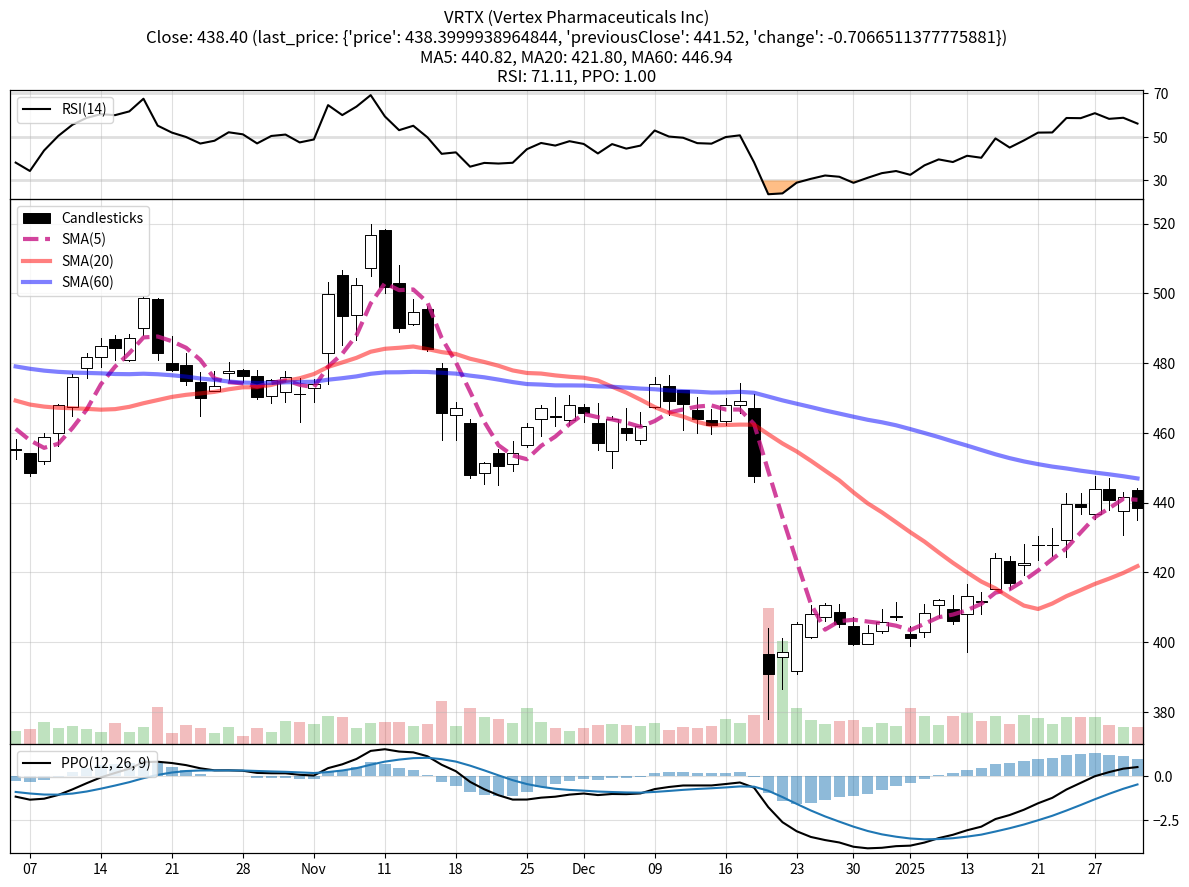 VRTX (Vertex Pharmaceuticals Inc)
Close: 438.40 (last_price: {'price': 438.3999938964844, 'previousClose': 441.52, 'change': -0.7066511377775881})
MA5: 440.82, MA20: 421.80, MA60: 446.94
RSI: 71.11, PPO: 1.00
RSI(14)
70
50
30
Candlesticks
SMA(5)
SMA(20)
SMA(60)
520
500
480
460
440
420
400
380
PPO(12, 26, 9)
0.0
−2.5
07 14 21 28 Nov 11 18 25 Dec 09 16 23 30 2025 13 21 27